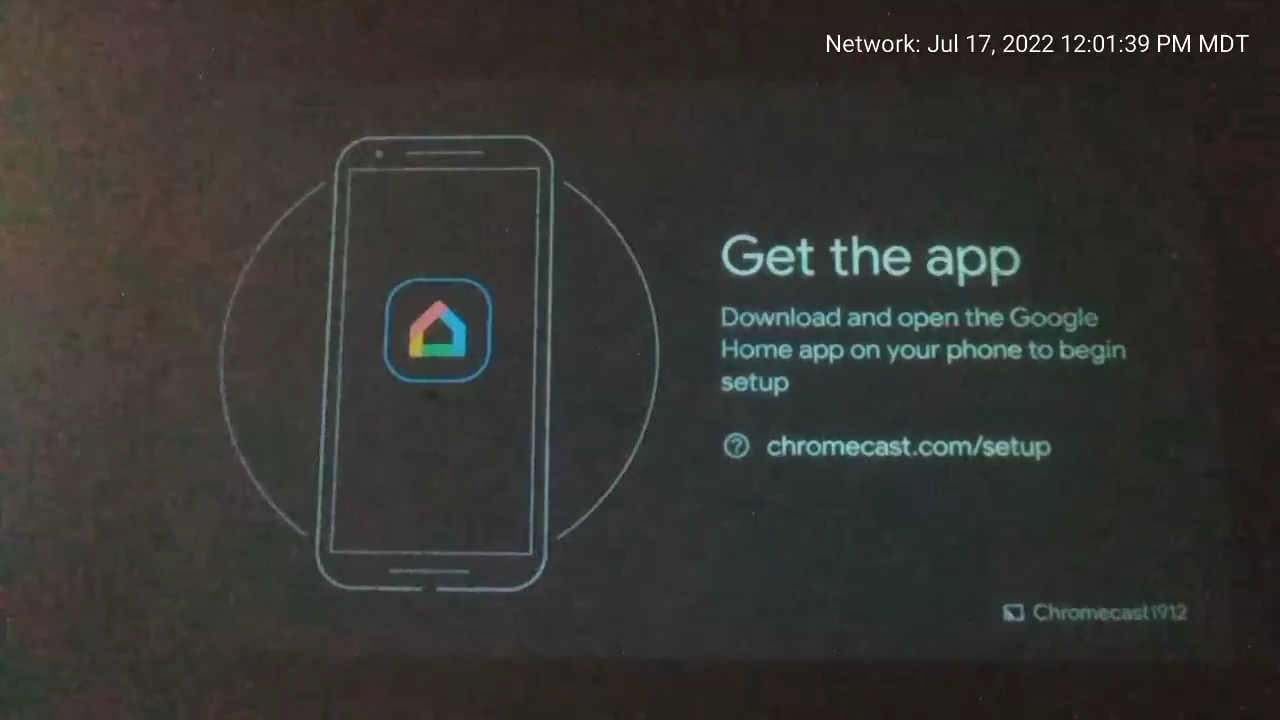 Network: Jul 17, 2022 12:01:39 PM MDT
Get the app
Download and open the Google
Home app on your phone to begin
setup
chromecast.com/setup
Chromecast1912